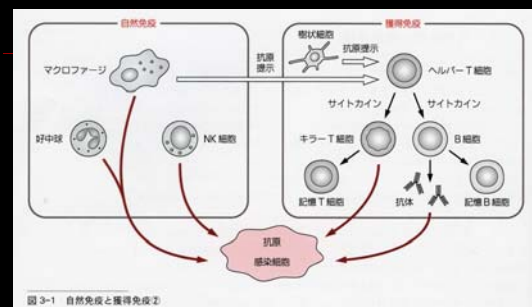 自然免疫
獲得免疫
樹状細胞
抗原提示
抗原
提示
マクロファージ
ヘルパーT細胞
サイトカイン
サイトカイン
好中球
NK細胞
キラーT細胞
B細胞
記憶T細胞
抗体
記憶B細胞
抗原
感染細胞
図 3-1 自然免疫と獲得免疫②